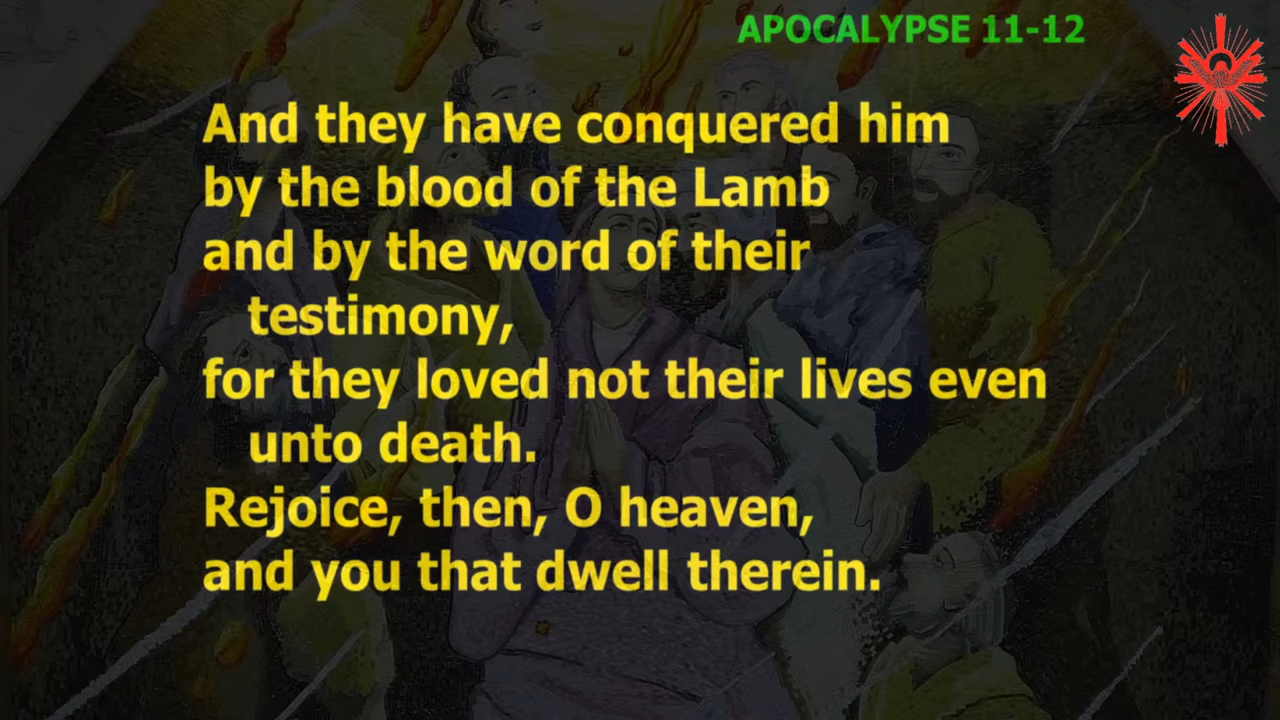 APOCALYPSE 11-12
And they have conquered him
by the blood of the Lamb
and by the word of their
testimony,
for they loved not their lives even
unto death.
Rejoice, then, O heaven,
and you that dwell therein.